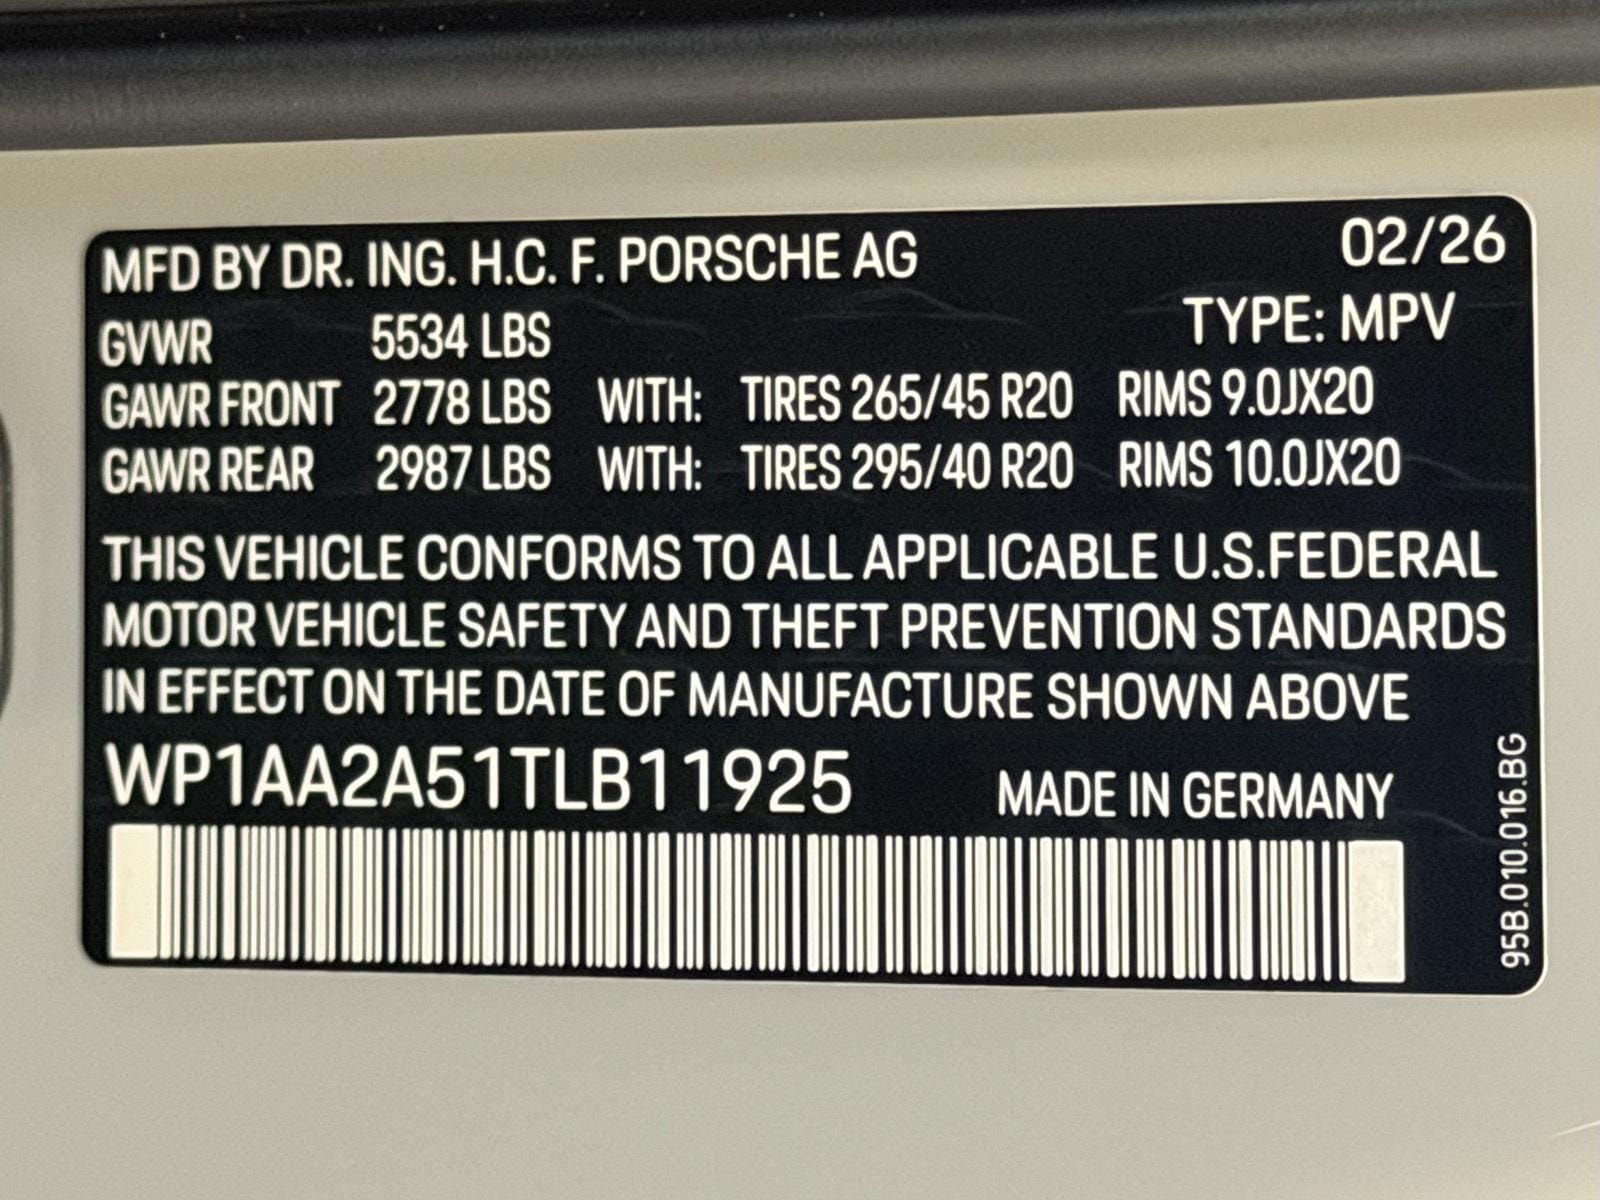 MFD BY DR. ING. H.C. F. PORSCHE AG 02/26
GVWR 5534 LBS TYPE: MPV
GAWR FRONT 2778 LBS WITH: TIRES 265/45 R20 RIMS 9.0JX20
GAWR REAR 2987 LBS WITH: TIRES 295/40 R20 RIMS 10.0JX20
THIS VEHICLE CONFORMS TO ALL APPLICABLE U.S.FEDERAL
MOTOR VEHICLE SAFETY AND THEFT PREVENTION STANDARDS
IN EFFECT ON THE DATE OF MANUFACTURE SHOWN ABOVE
WP1AA2A51TLB11925 MADE IN GERMANY
95B.010.016.BG